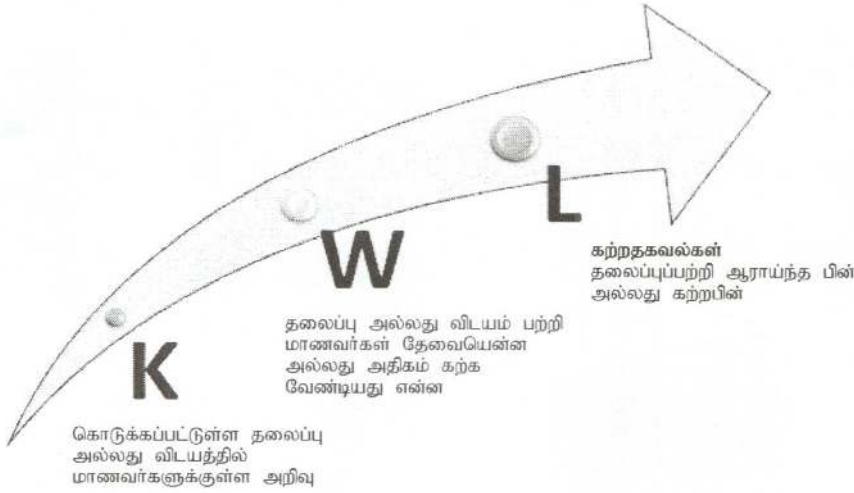 K
கொடுக்கப்பட்டுள்ள தலைப்பு
அல்லது விடயத்தில்
மாணவர்களுக்குள்ள அறிவு
W
தலைப்பு அல்லது விடயம் பற்றி
மாணவர்கள் தேவையென்ன
அல்லது அதிகம் கற்க
வேண்டியது என்ன
L
கற்றதகவல்கள்
தலைப்புப்பற்றி ஆராய்ந்த பின்
அல்லது கற்றபின்